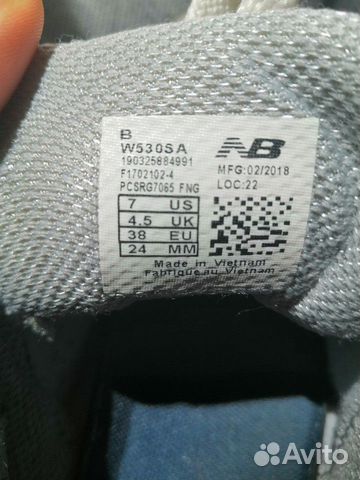 B
W530SA
190325884991
F1702102-4
PCSRG7065 FNG
NB
MFG:02/2018
LOC:22
7 US
4.5 UK
38 EU
24 MM
Made in Vietnam
Fabrique au Vietnam
Avito